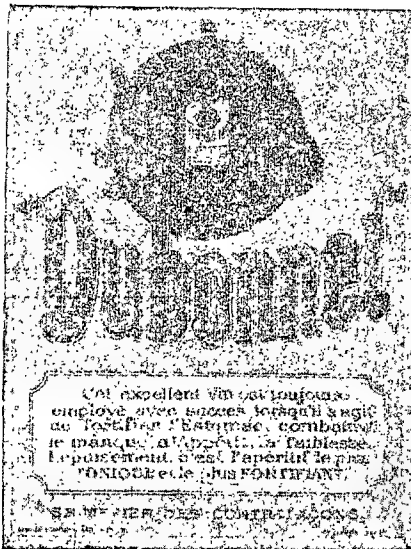 Dubonnet
Cet excellent Vin est toujours
employé avec succès lorsqu'il s'agit
de fortifier l'Estomac, combattre
le manque d'Appétit, la faiblesse
l'épuisement, c'est l'apéritif le plus
TONIQUE et le plus FORTIFIANT.
SE MÉFIER DES CONTREFAÇONS